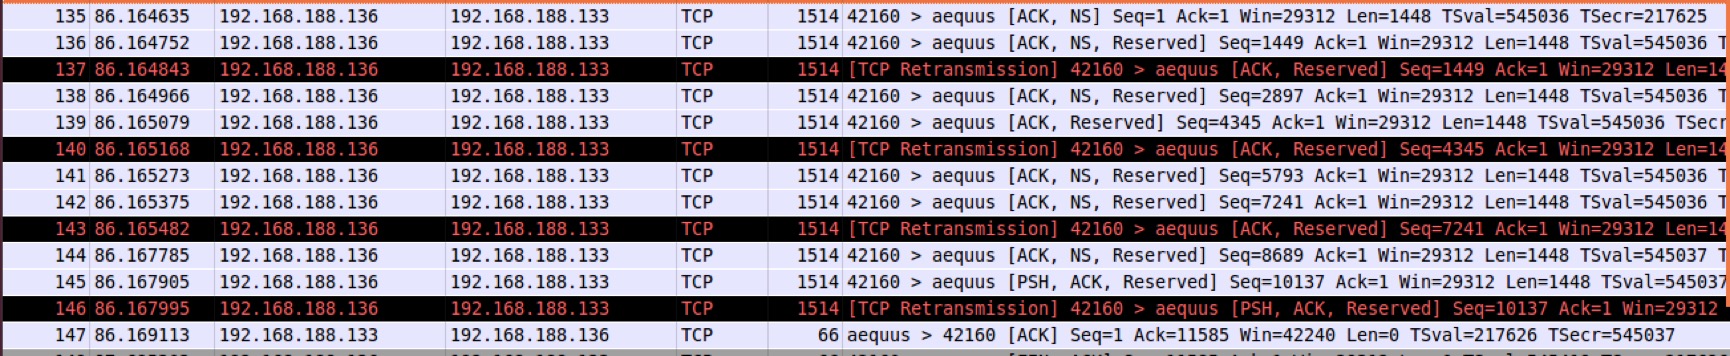 135 86.164635 192.168.188.136 192.168.188.133 TCP 1514 42160 > aequus [ACK, NS] Seq=1 Ack=1 Win=29312 Len=1448 TSval=545036 TSecr=217625
136 86.164752 192.168.188.136 192.168.188.133 TCP 1514 42160 > aequus [ACK, NS, Reserved] Seq=1449 Ack=1 Win=29312 Len=1448 TSval=545036 T
137 86.164843 192.168.188.136 192.168.188.133 TCP 1514 [TCP Retransmission] 42160 > aequus [ACK, Reserved] Seq=1449 Ack=1 Win=29312 Len=14
138 86.164966 192.168.188.136 192.168.188.133 TCP 1514 42160 > aequus [ACK, NS, Reserved] Seq=2897 Ack=1 Win=29312 Len=1448 TSval=545036 T
139 86.165079 192.168.188.136 192.168.188.133 TCP 1514 42160 > aequus [ACK, Reserved] Seq=4345 Ack=1 Win=29312 Len=1448 TSval=545036 TSecr
140 86.165168 192.168.188.136 192.168.188.133 TCP 1514 [TCP Retransmission] 42160 > aequus [ACK, Reserved] Seq=4345 Ack=1 Win=29312 Len=14
141 86.165273 192.168.188.136 192.168.188.133 TCP 1514 42160 > aequus [ACK, NS, Reserved] Seq=5793 Ack=1 Win=29312 Len=1448 TSval=545036 T
142 86.165375 192.168.188.136 192.168.188.133 TCP 1514 42160 > aequus [ACK, NS, Reserved] Seq=7241 Ack=1 Win=29312 Len=1448 TSval=545036 T
143 86.165482 192.168.188.136 192.168.188.133 TCP 1514 [TCP Retransmission] 42160 > aequus [ACK, Reserved] Seq=7241 Ack=1 Win=29312 Len=14
144 86.167785 192.168.188.136 192.168.188.133 TCP 1514 42160 > aequus [ACK, NS, Reserved] Seq=8689 Ack=1 Win=29312 Len=1448 TSval=545037 T
145 86.167905 192.168.188.136 192.168.188.133 TCP 1514 42160 > aequus [PSH, ACK, Reserved] Seq=10137 Ack=1 Win=29312 Len=1448 TSval=545037
146 86.167995 192.168.188.136 192.168.188.133 TCP 1514 [TCP Retransmission] 42160 > aequus [PSH, ACK, Reserved] Seq=10137 Ack=1 Win=29312
147 86.169113 192.168.188.133 192.168.188.136 TCP 66 aequus > 42160 [ACK] Seq=1 Ack=11585 Win=42240 Len=0 TSval=217626 TSecr=545037